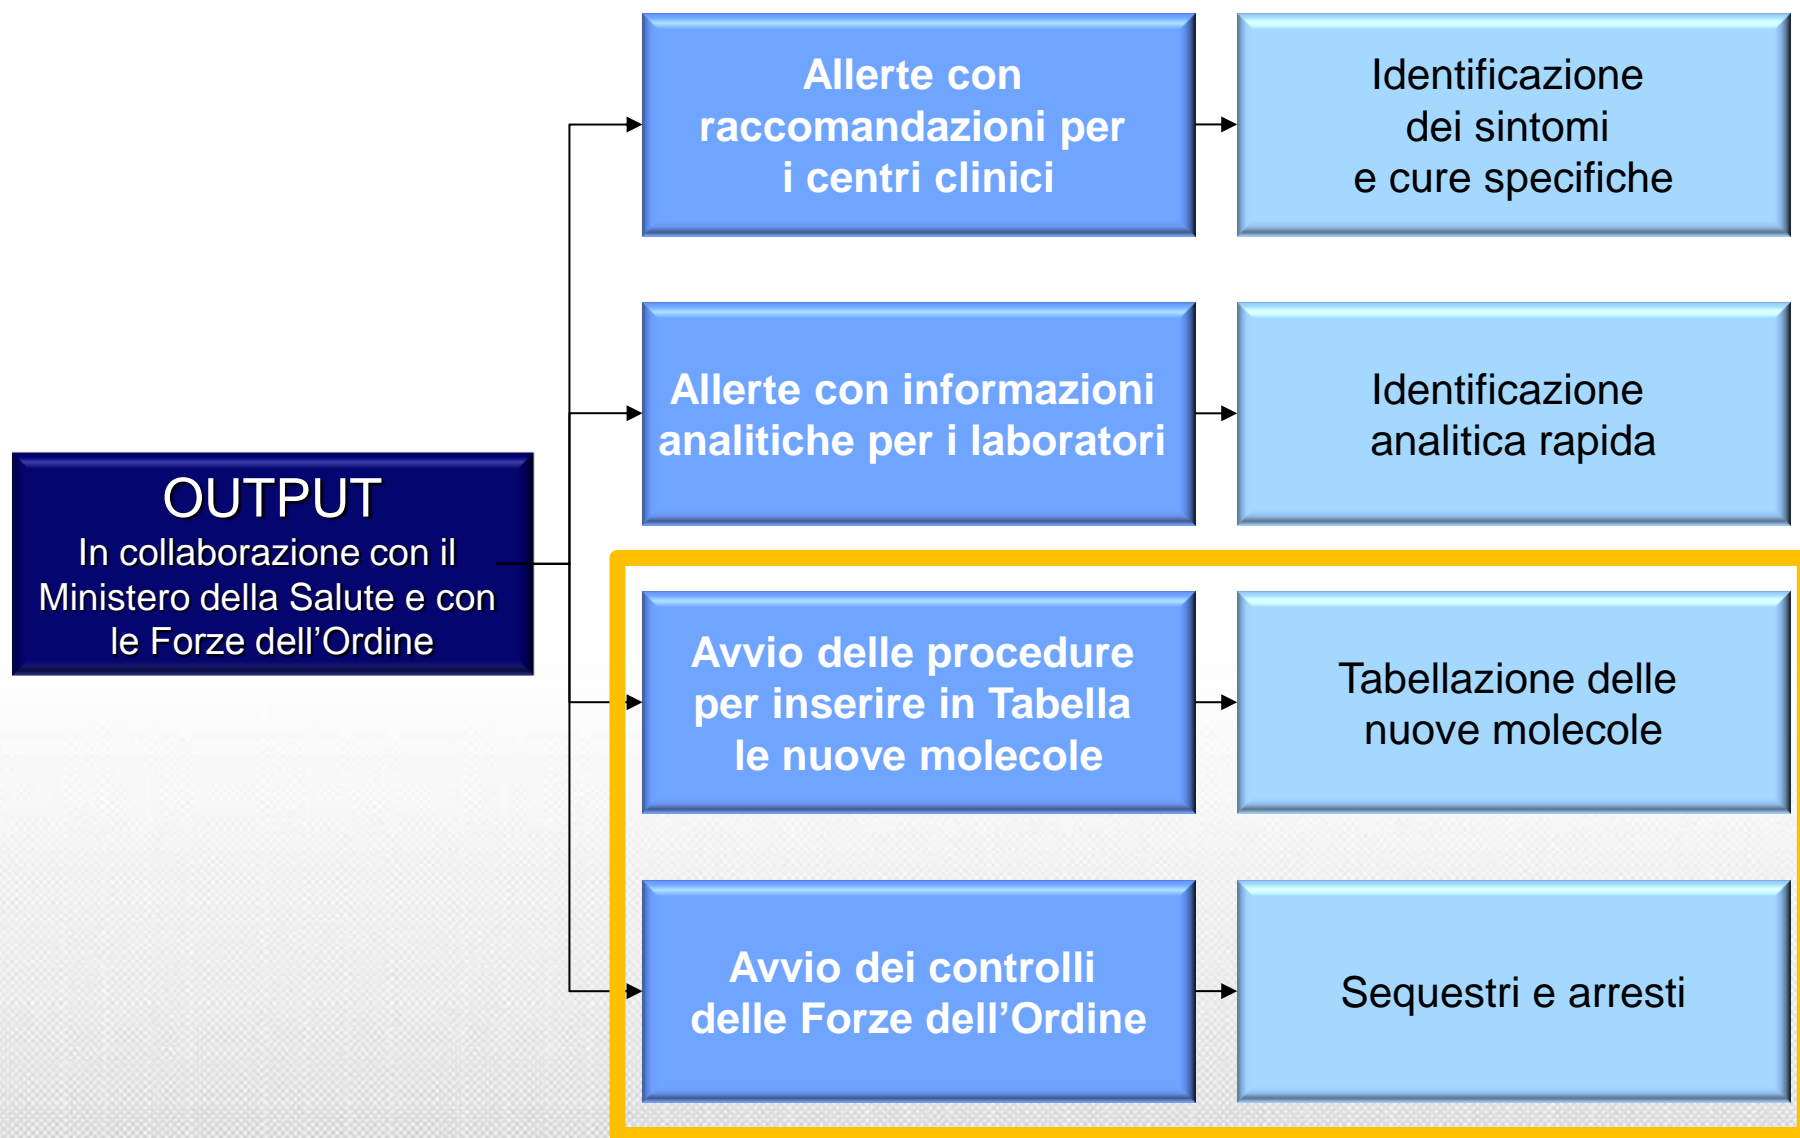 Allerte con
raccomandazioni per
i centri clinici
Identificazione
dei sintomi
e cure specifiche
Allerte con informazioni
analitiche per i laboratori
Identificazione
analitica rapida
OUTPUT
In collaborazione con il
Ministero della Salute e con
le Forze dell’Ordine
Avvio delle procedure
per inserire in Tabella
le nuove molecole
Tabellazione delle
nuove molecole
Avvio dei controlli
delle Forze dell’Ordine
Sequestri e arresti